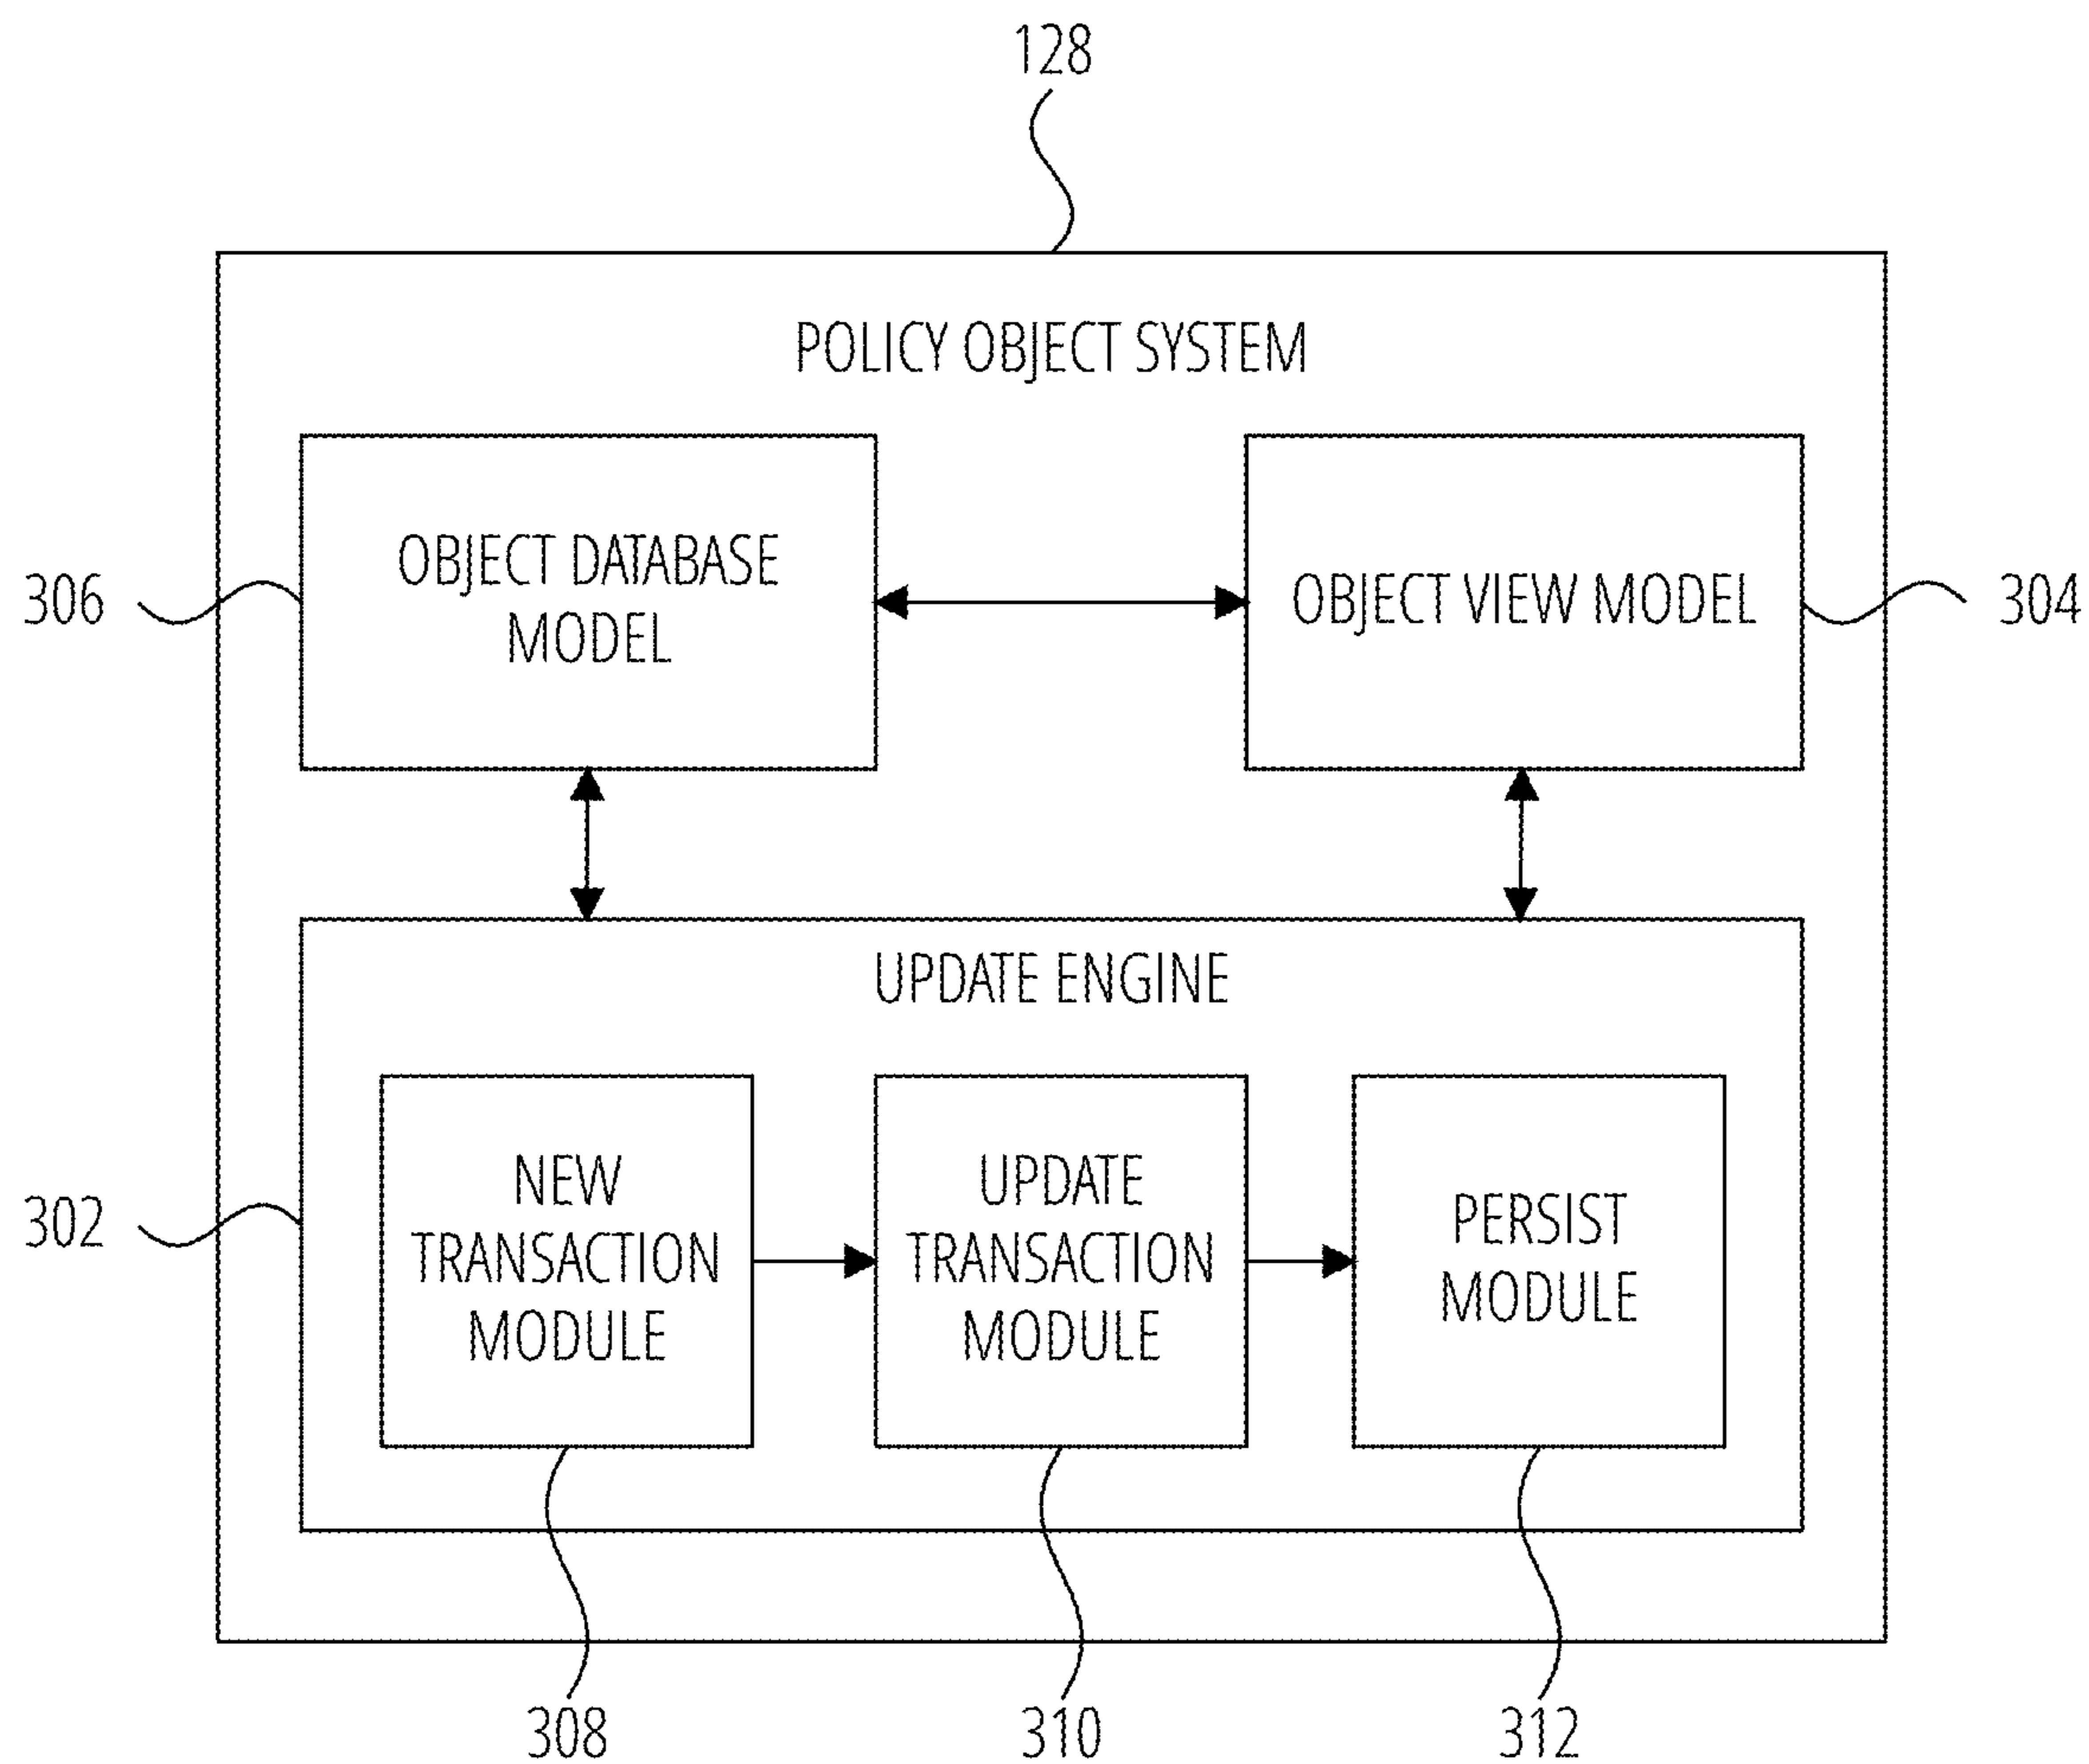 128
POLICY OBJECT SYSTEM
OBJECT DATABASE
MODEL
OBJECT VIEW MODEL
306
304
UPDATE ENGINE
NEW
TRANSACTION
MODULE
UPDATE
TRANSACTION
MODULE
PERSIST
MODULE
302
308
310
312